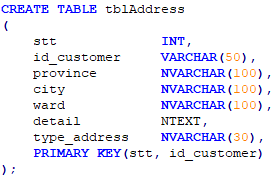 CREATE TABLE tblAddress
(
stt INT,
id_customer VARCHAR(50),
province NVARCHAR(100),
city NVARCHAR(100),
ward NVARCHAR(100),
detail NTEXT,
type_address NVARCHAR(30),
PRIMARY KEY(stt, id_customer)
);